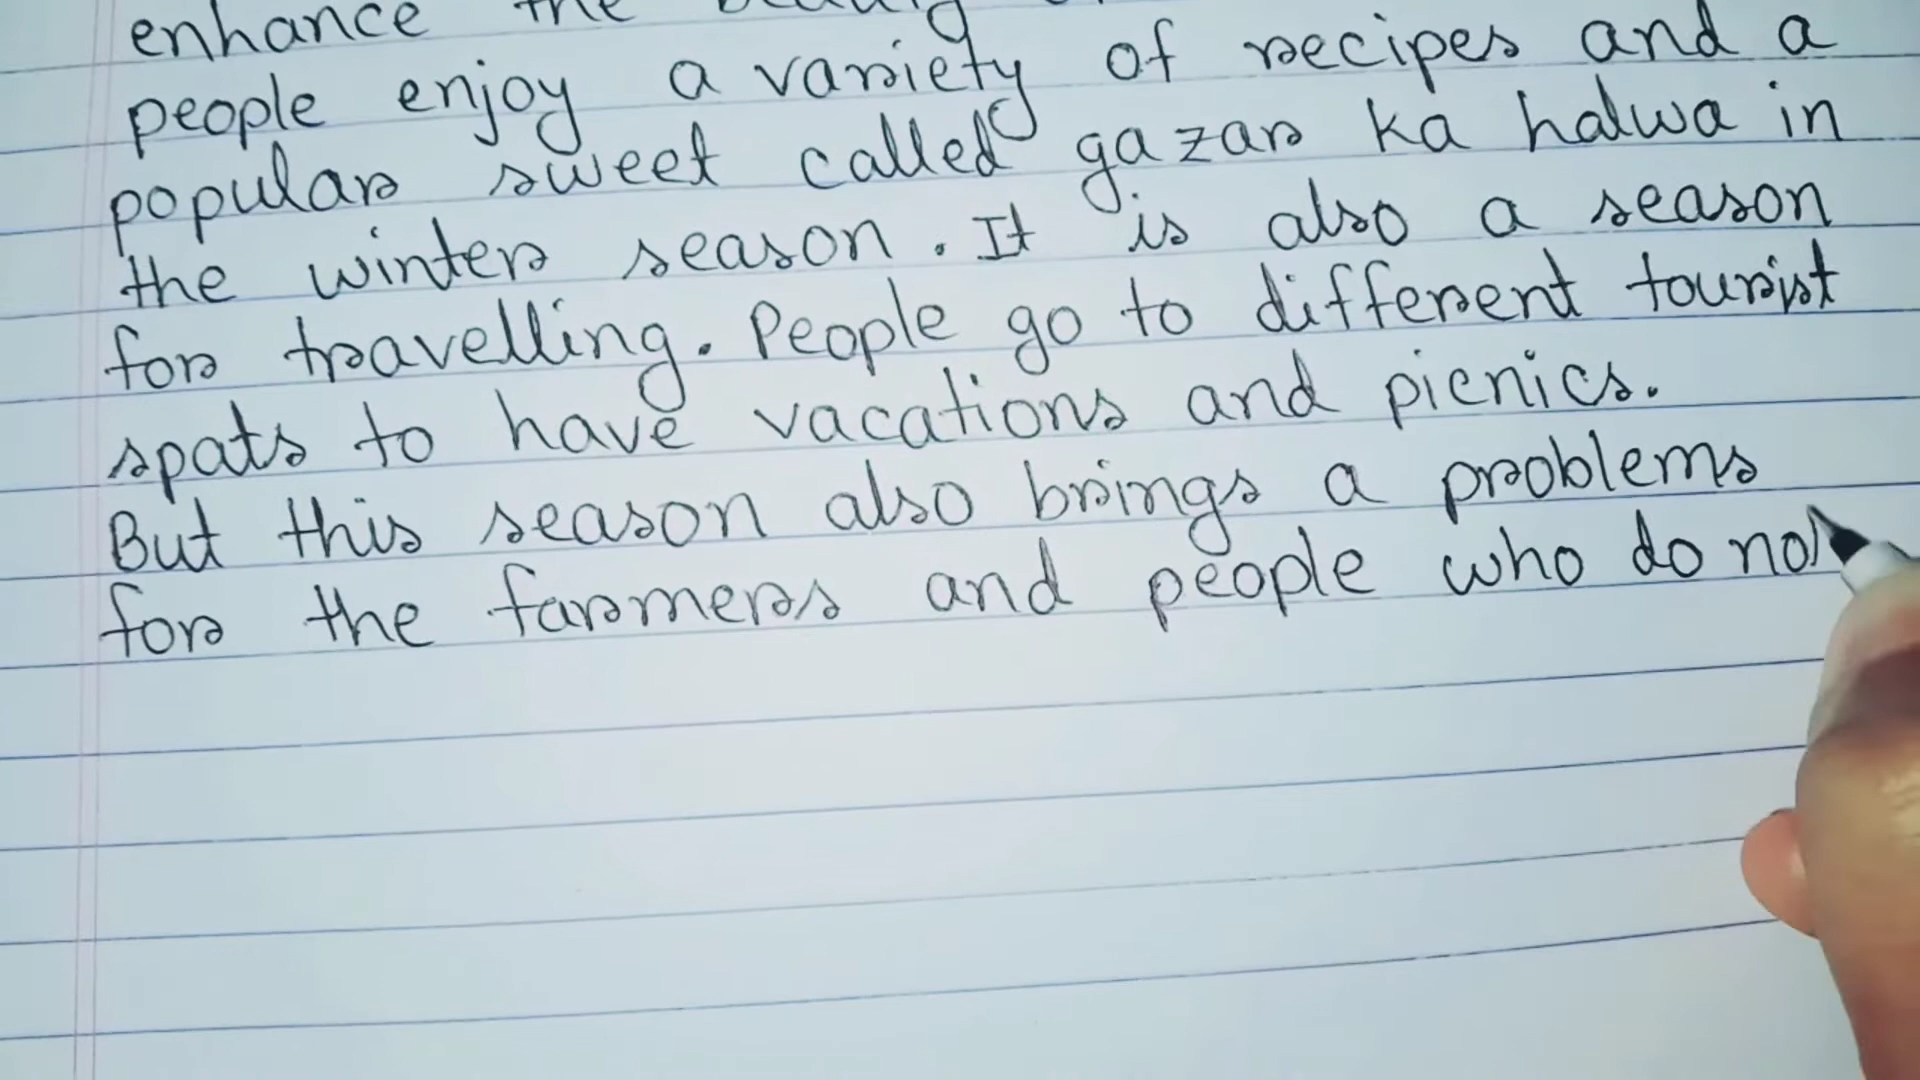 enhance the
people enjoy a variety of recipes and a
popular sweet called gazar ka halwa in
the winter season. It is also a season
for travelling. People go to different tourist
spats to have vacations and picnics.
But this season also brings a problems
for the farmers and people who do not